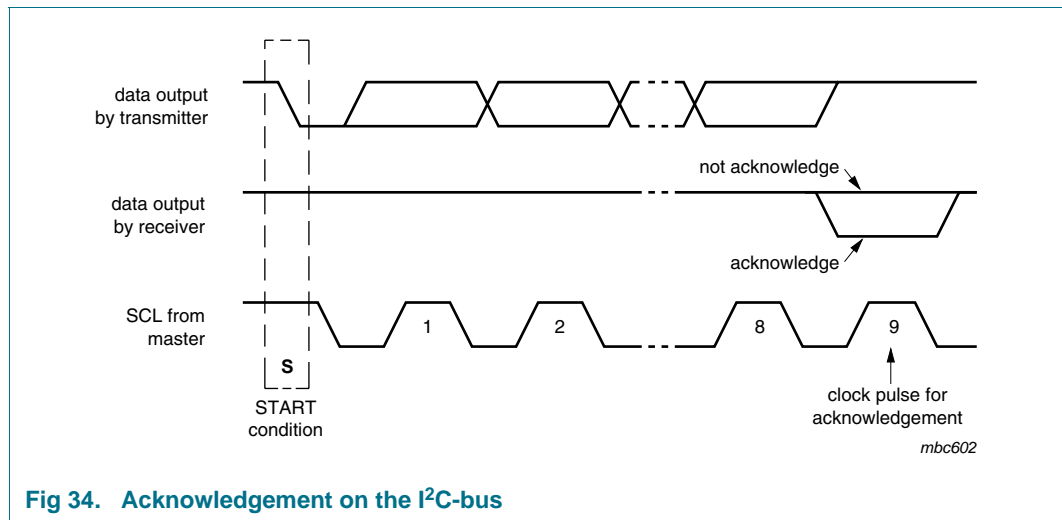 data output
by transmitter
not acknowledge
data output
by receiver
acknowledge
SCL from
master
1
2
8
9
S
START
condition
clock pulse for
acknowledgement
mbc602
Fig 34. Acknowledgement on the I²C-bus